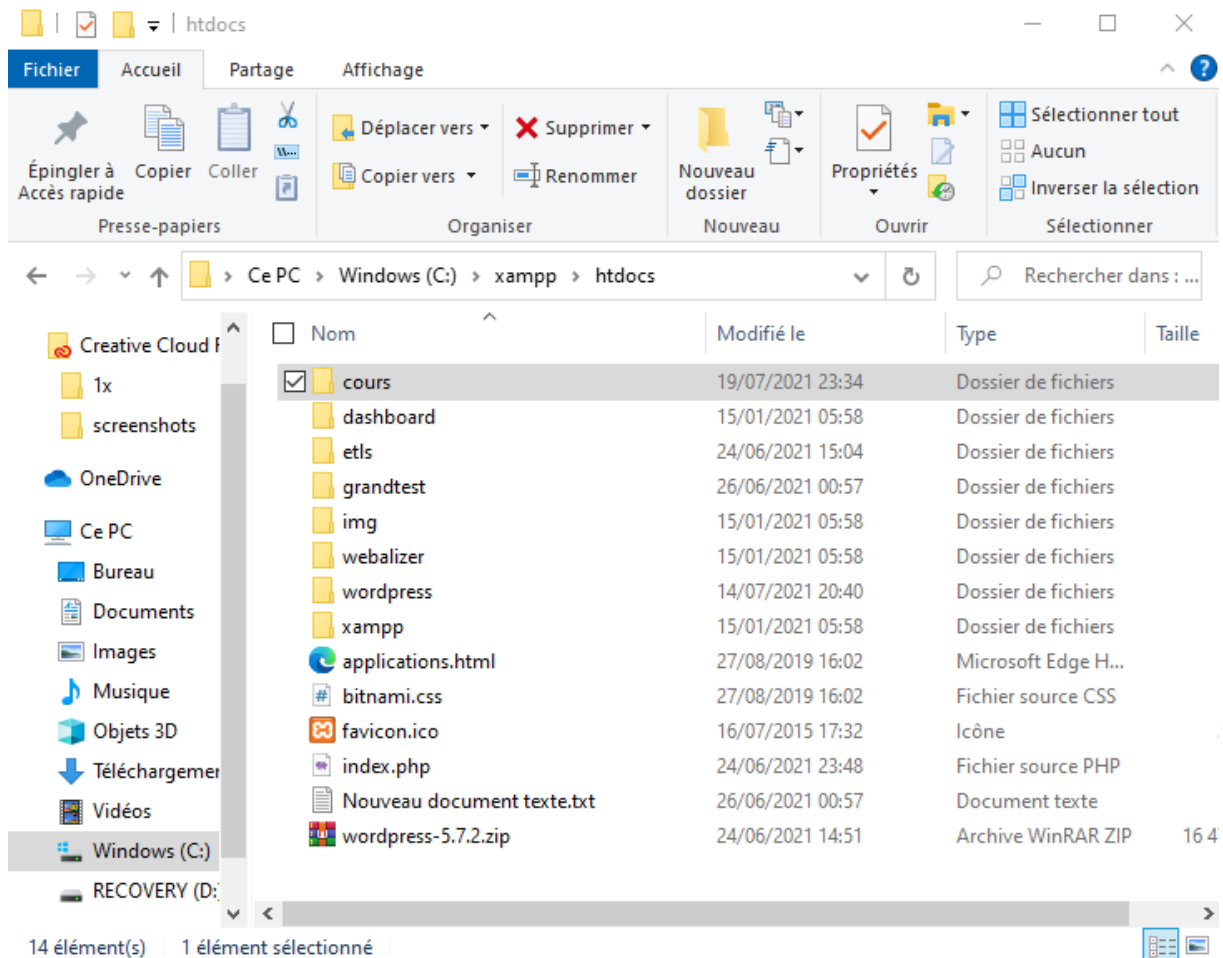 htdocs
Fichier Accueil Partage Affichage
Épingler à Accès rapide
Copier
Coller
Déplacer vers
Copier vers
Supprimer
Renommer
Nouveau dossier
Propriétés
Sélectionner tout
Aucun
Inverser la sélection
Presse-papiers Organiser Nouveau Ouvrir Sélectionner
Ce PC > Windows (C:) > xampp > htdocs
Rechercher dans : ...
Creative Cloud F
1x
screenshots
OneDrive
Ce PC
Bureau
Documents
Images
Musique
Objets 3D
Téléchargemer
Vidéos
Windows (C:)
RECOVERY (D:)
Nom Modifié le Type Taille
cours 19/07/2021 23:34 Dossier de fichiers
dashboard 15/01/2021 05:58 Dossier de fichiers
etls 24/06/2021 15:04 Dossier de fichiers
grandtest 26/06/2021 00:57 Dossier de fichiers
img 15/01/2021 05:58 Dossier de fichiers
webalizer 15/01/2021 05:58 Dossier de fichiers
wordpress 14/07/2021 20:40 Dossier de fichiers
xampp 15/01/2021 05:58 Dossier de fichiers
applications.html 27/08/2019 16:02 Microsoft Edge H...
bitnami.css 27/08/2019 16:02 Fichier source CSS
favicon.ico 16/07/2015 17:32 Icône
index.php 24/06/2021 23:48 Fichier source PHP
Nouveau document texte.txt 26/06/2021 00:57 Document texte
wordpress-5.7.2.zip 24/06/2021 14:51 Archive WinRAR ZIP 16 4
14 élément(s) 1 élément sélectionné